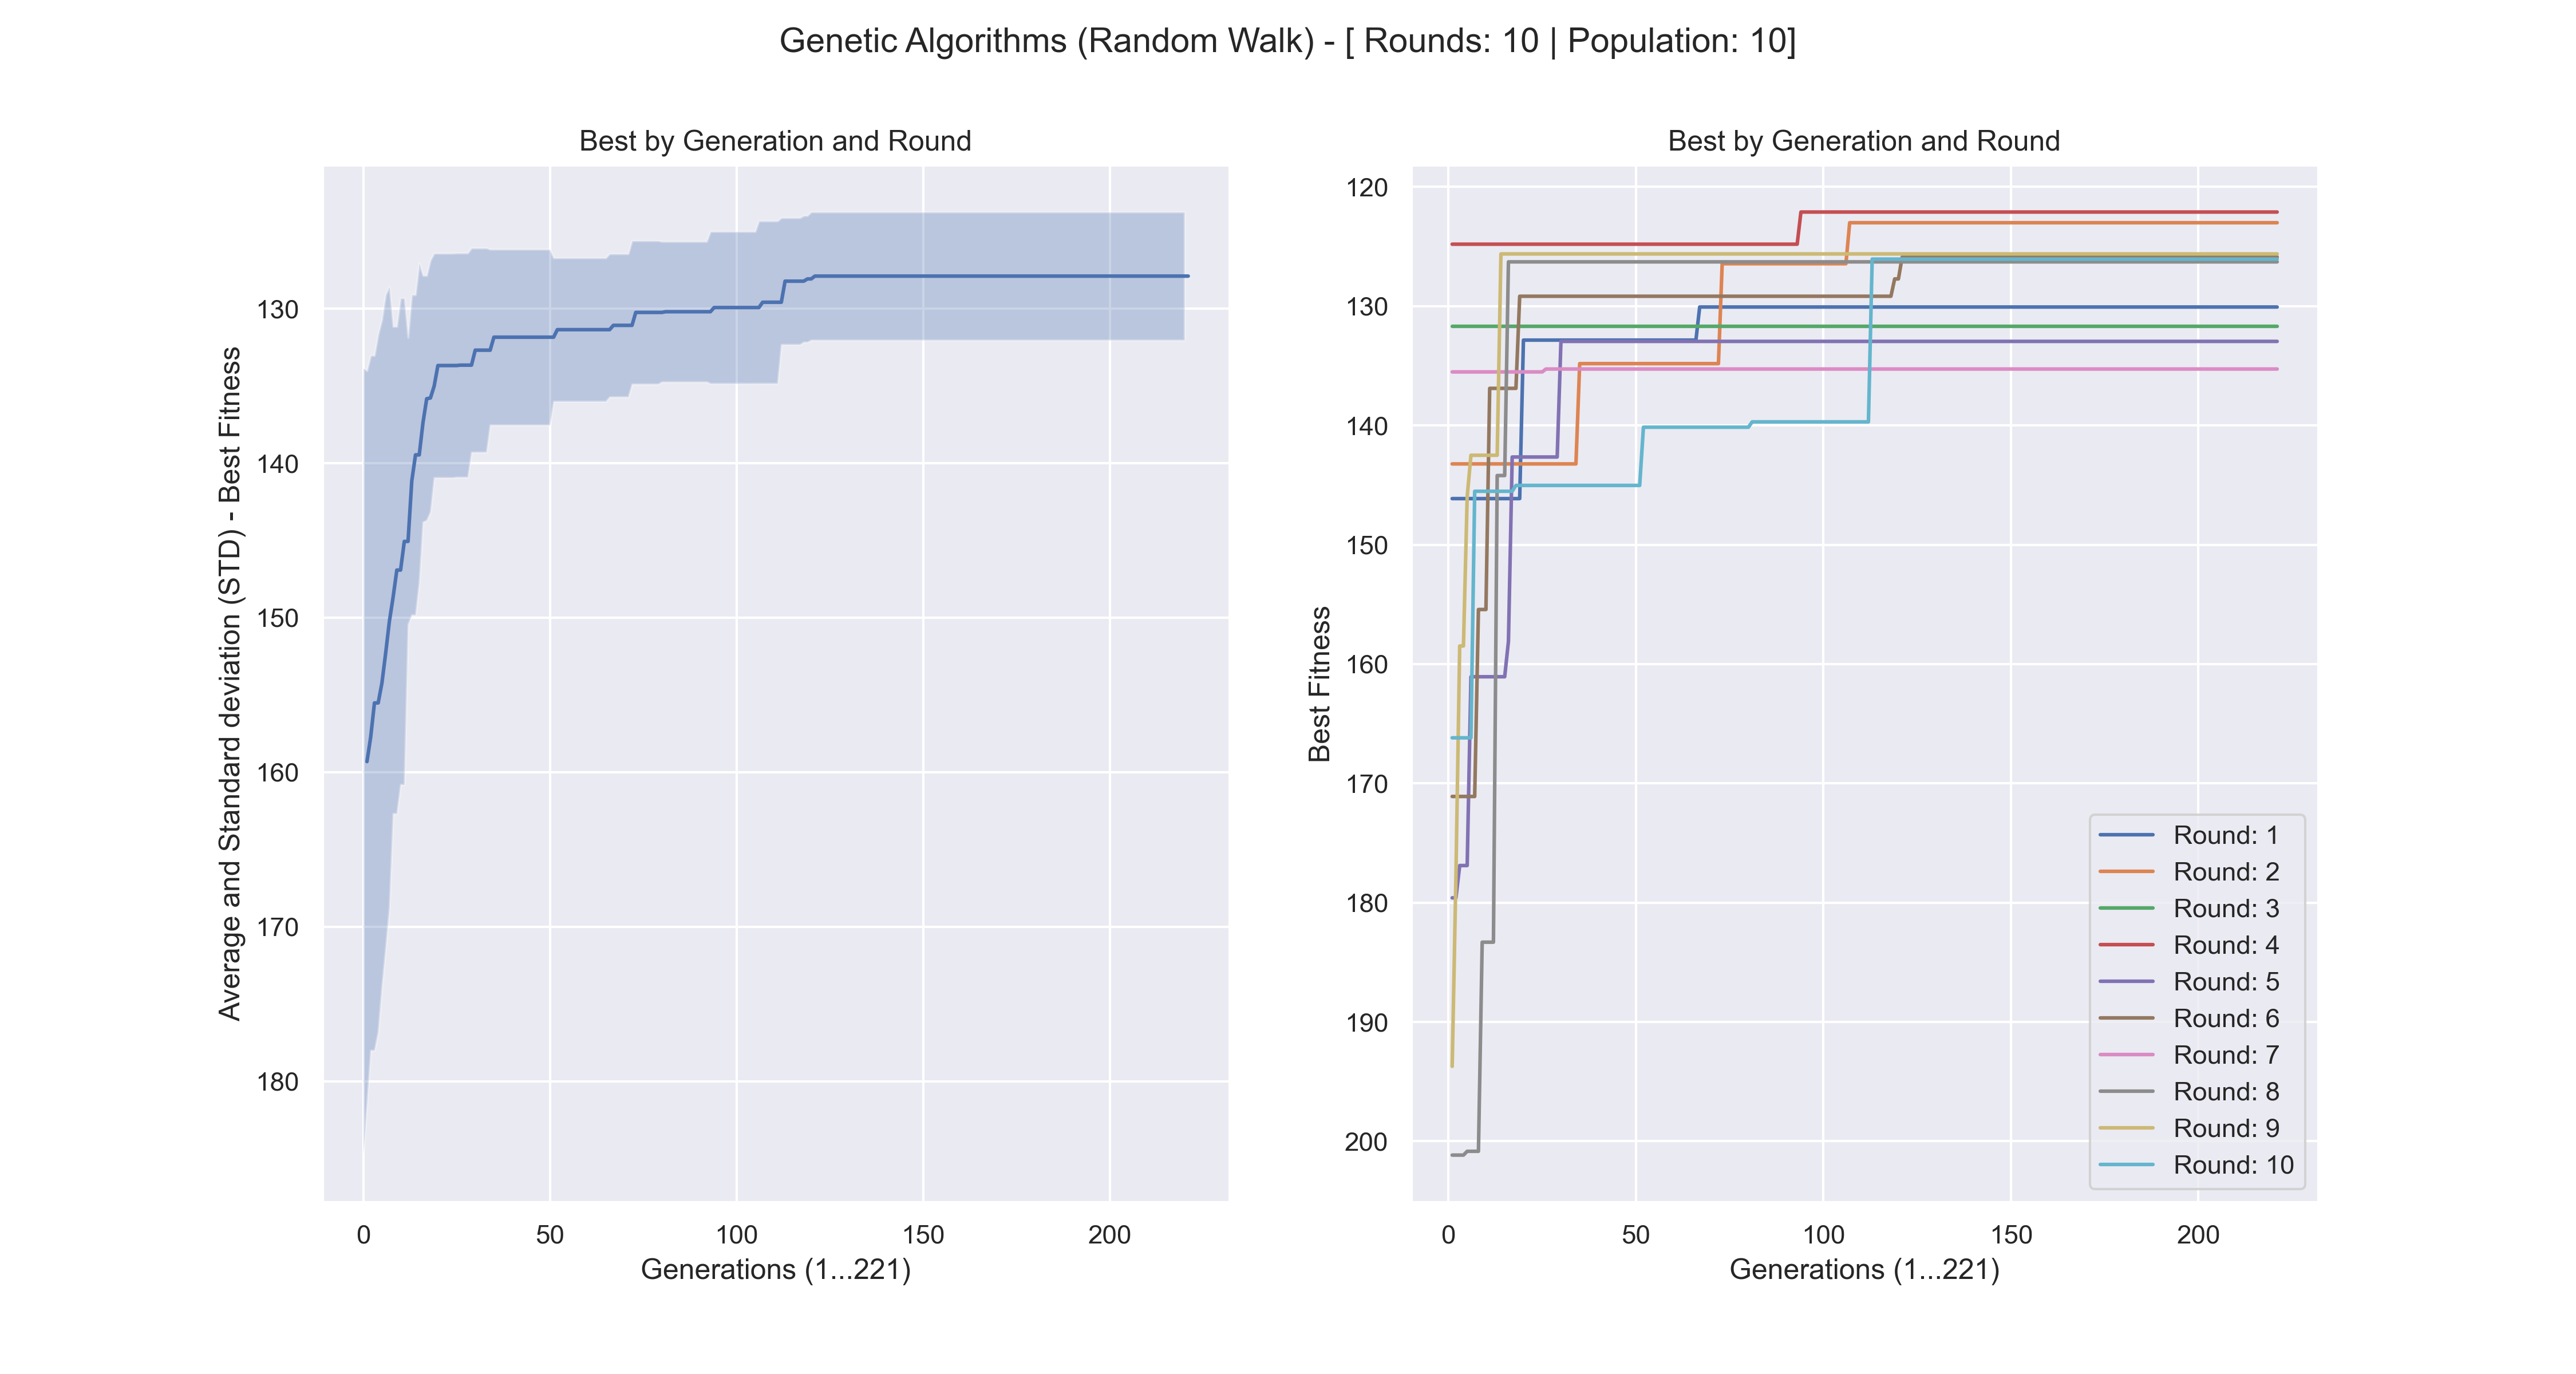 Genetic Algorithms (Random Walk) - [ Rounds: 10 | Population: 10]
Best by Generation and Round
Average and Standard deviation (STD) - Best Fitness
130
140
150
160
170
180
0
50
100
150
200
Generations (1...221)
Best by Generation and Round
Best Fitness
120
130
140
150
160
170
180
190
200
0
50
100
150
200
Generations (1...221)
Round: 1
Round: 2
Round: 3
Round: 4
Round: 5
Round: 6
Round: 7
Round: 8
Round: 9
Round: 10